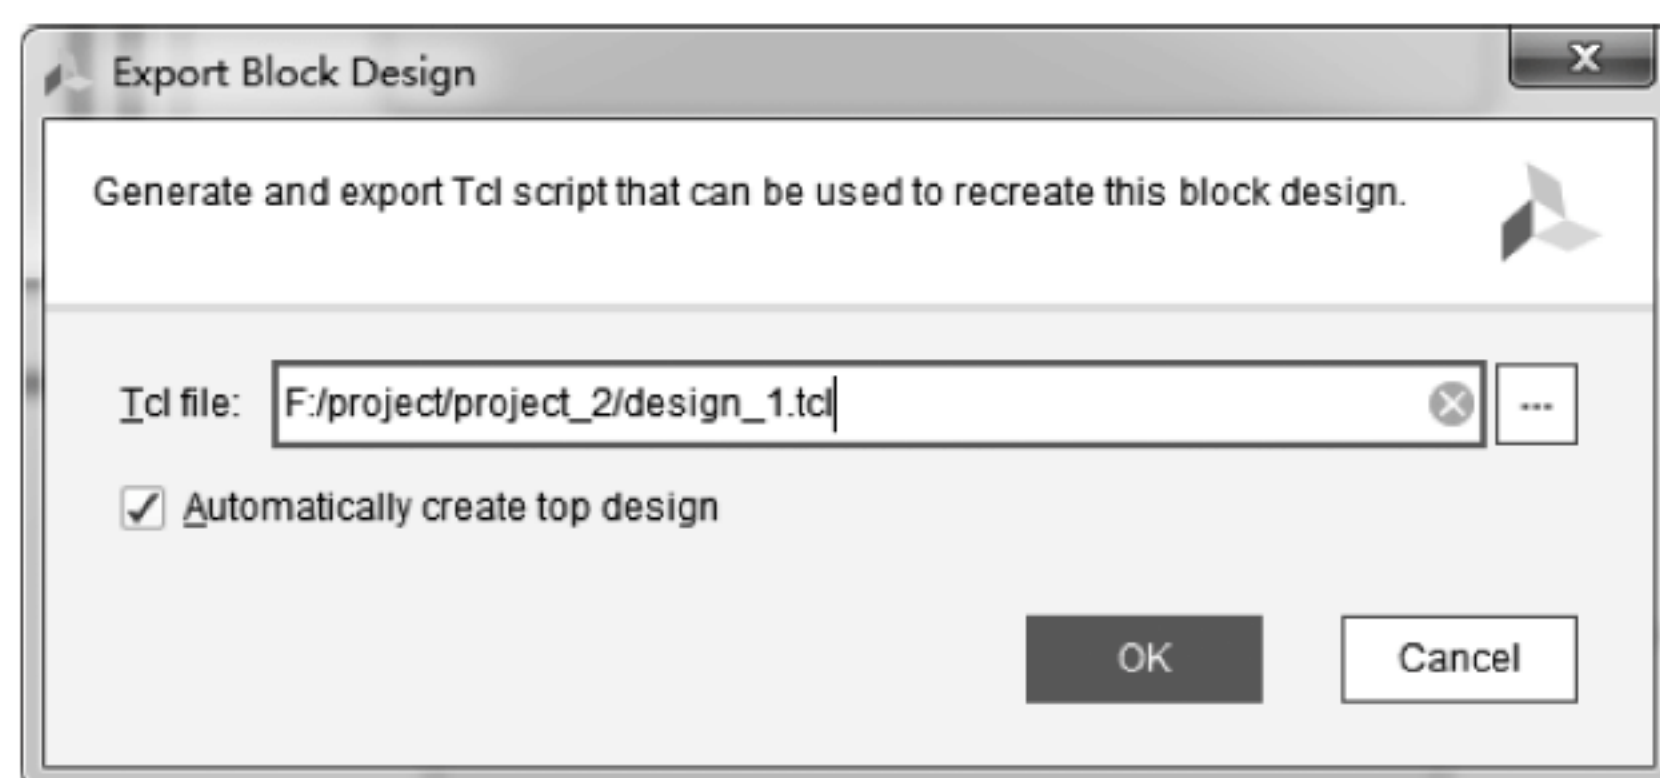 Export Block Design
Generate and export Tcl script that can be used to recreate this block design.
Tcl file: F:/project/project_2/design_1.tcl ...
Automatically create top design
OK Cancel